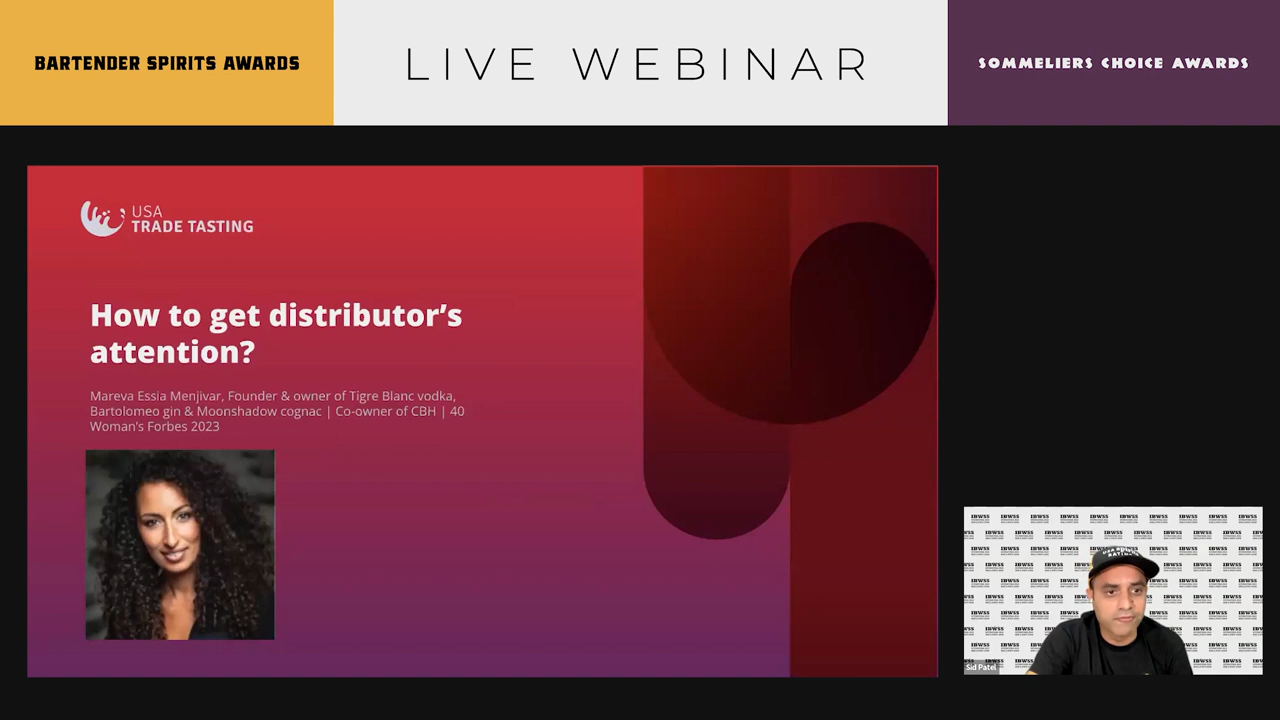 BARTENDER SPIRITS AWARDS
LIVE WEBINAR
SOMMELIERS CHOICE AWARDS
USA
TRADE TASTING
How to get distributor’s
attention?
Mareva Essia Menjivar, Founder & owner of Tigre Blanc vodka,
Bartolomeo gin & Moonshadow cognac | Co-owner of CBH | 40
Woman's Forbes 2023
IBWSS
Sid Patel